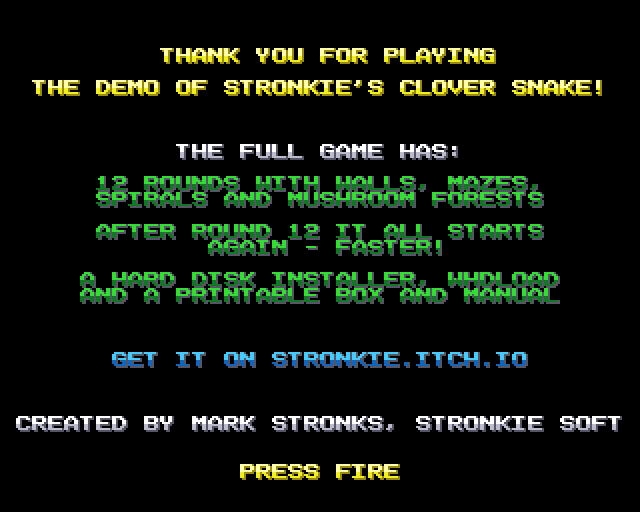 THANK YOU FOR PLAYING
THE DEMO OF STRONKIE'S CLOVER SNAKE!
THE FULL GAME HAS:
12 ROUNDS WITH WALLS, MAZES,
SPIRALS AND MUSHROOM FORESTS
AFTER ROUND 12 IT ALL STARTS
AGAIN - FASTER!
A HARD DISK INSTALLER, WHDLOAD
AND A PRINTABLE BOX AND MANUAL
GET IT ON STRONKIE.ITCH.IO
CREATED BY MARK STRONKS, STRONKIE SOFT
PRESS FIRE